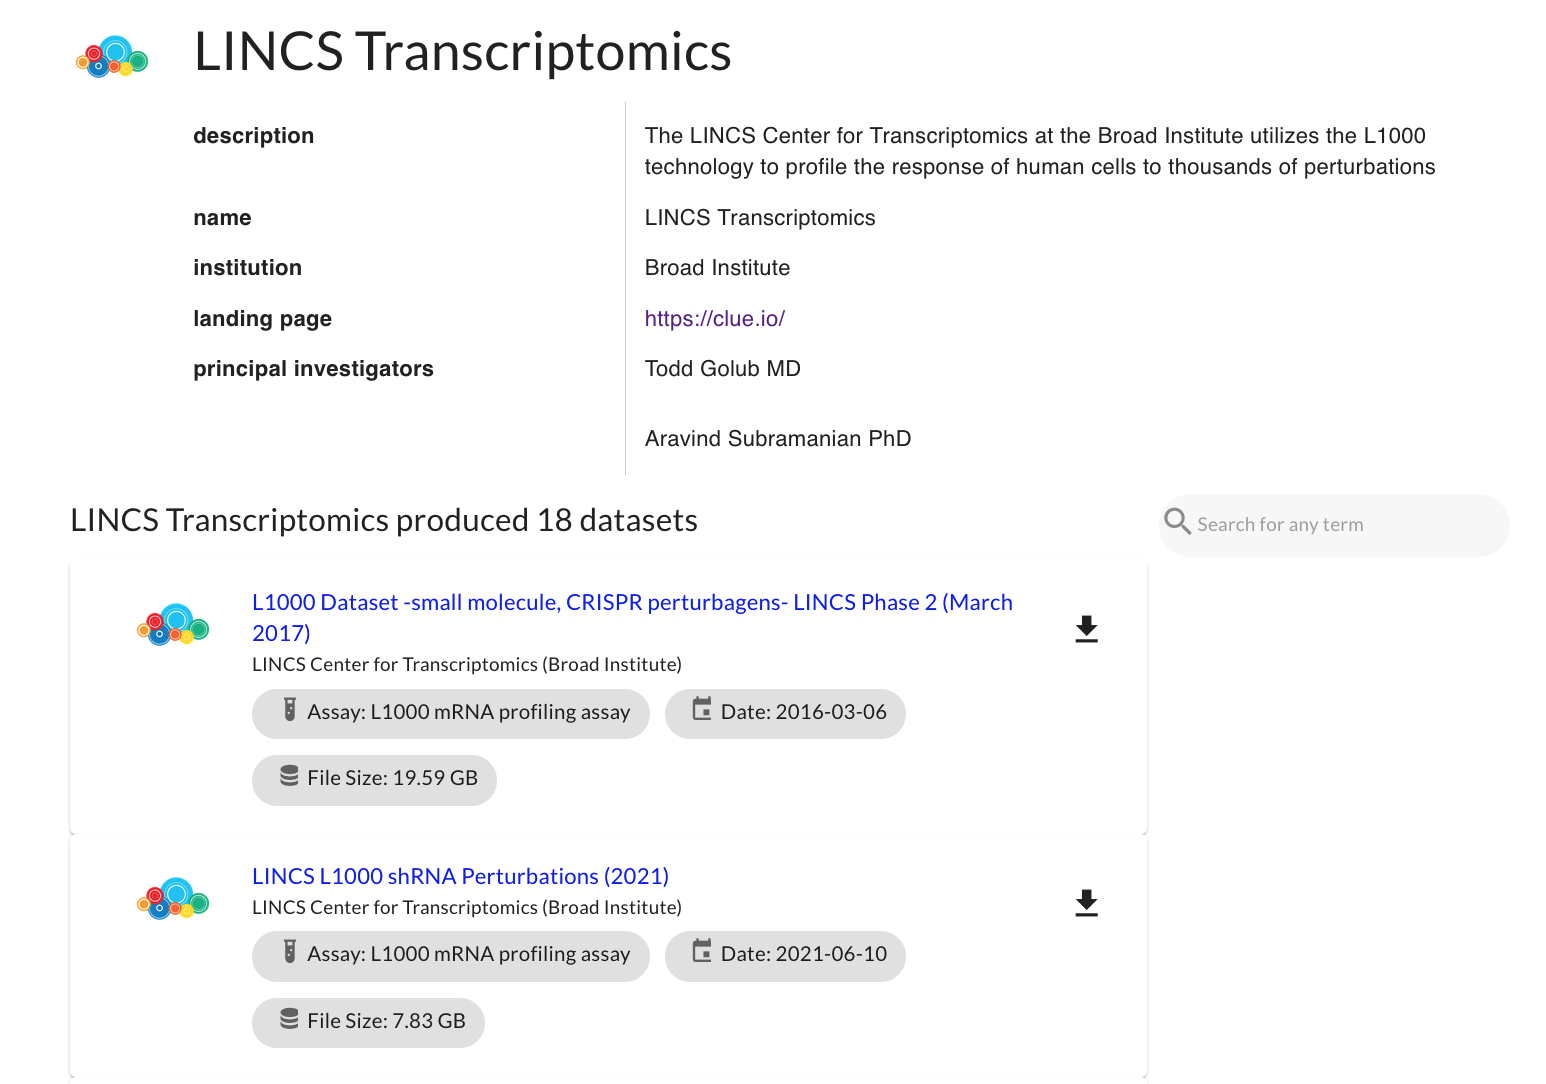 LINCS Transcriptomics
description
The LINCS Center for Transcriptomics at the Broad Institute utilizes the L1000
technology to profile the response of human cells to thousands of perturbations
name
LINCS Transcriptomics
institution
Broad Institute
landing page
https://clue.io/
principal investigators
Todd Golub MD
Aravind Subramanian PhD
LINCS Transcriptomics produced 18 datasets
Search for any term
L1000 Dataset -small molecule, CRISPR perturbagens- LINCS Phase 2 (March
2017)
LINCS Center for Transcriptomics (Broad Institute)
Assay: L1000 mRNA profiling assay
Date: 2016-03-06
File Size: 19.59 GB
LINCS L1000 shRNA Perturbations (2021)
LINCS Center for Transcriptomics (Broad Institute)
Assay: L1000 mRNA profiling assay
Date: 2021-06-10
File Size: 7.83 GB